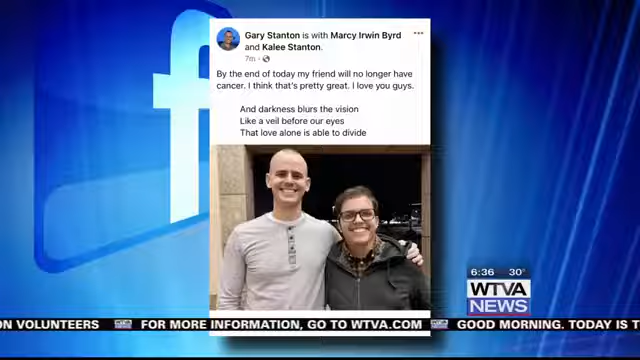 Gary Stanton is with Marcy Irwin Byrd
and Kalee Stanton.
7m ·
By the end of today my friend will no longer have
cancer. I think that's pretty great. I love you guys.
And darkness blurs the vision
Like a veil before our eyes
That love alone is able to divide
6:36 30°
WTVA
NEWS
ON VOLUNTEERS FOR MORE INFORMATION, GO TO WTVA.COM GOOD MORNING. TODAY IS T